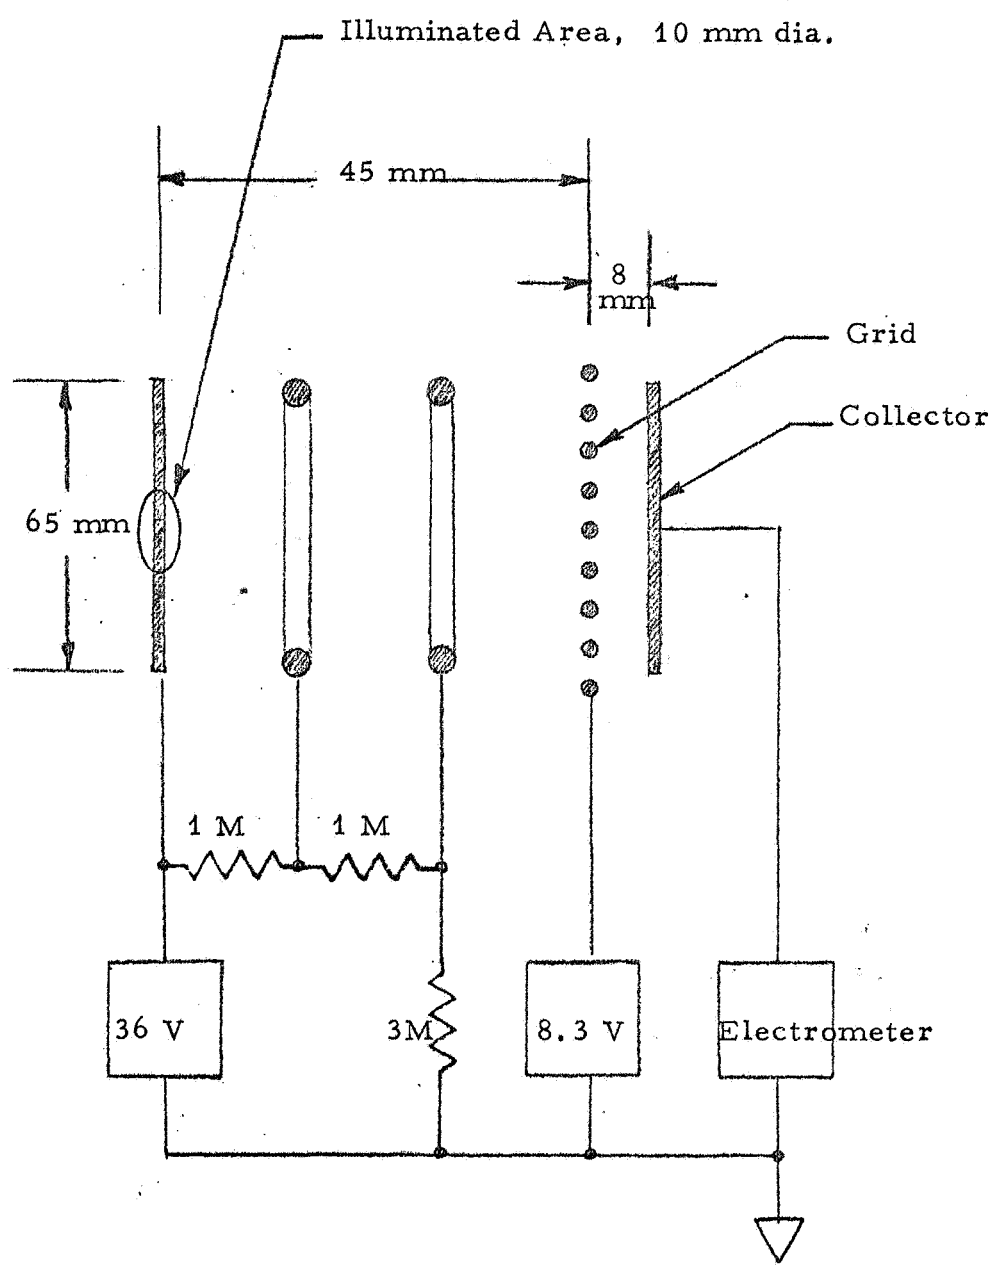 Illuminated Area, 10 mm dia.
45 mm
8
mm
Grid
Collector
65 mm
1 M
1 M
36 V
3M
8.3 V
Electrometer